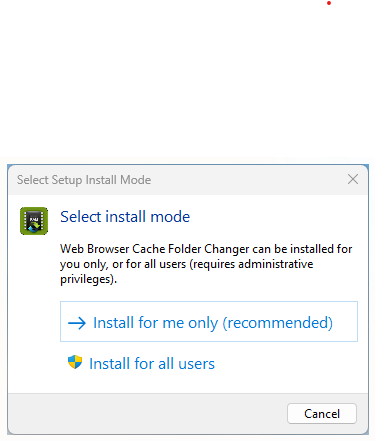 Select Setup Install Mode
Select install mode
Web Browser Cache Folder Changer can be installed for
you only, or for all users (requires administrative
privileges).
Install for me only (recommended)
Install for all users
Cancel